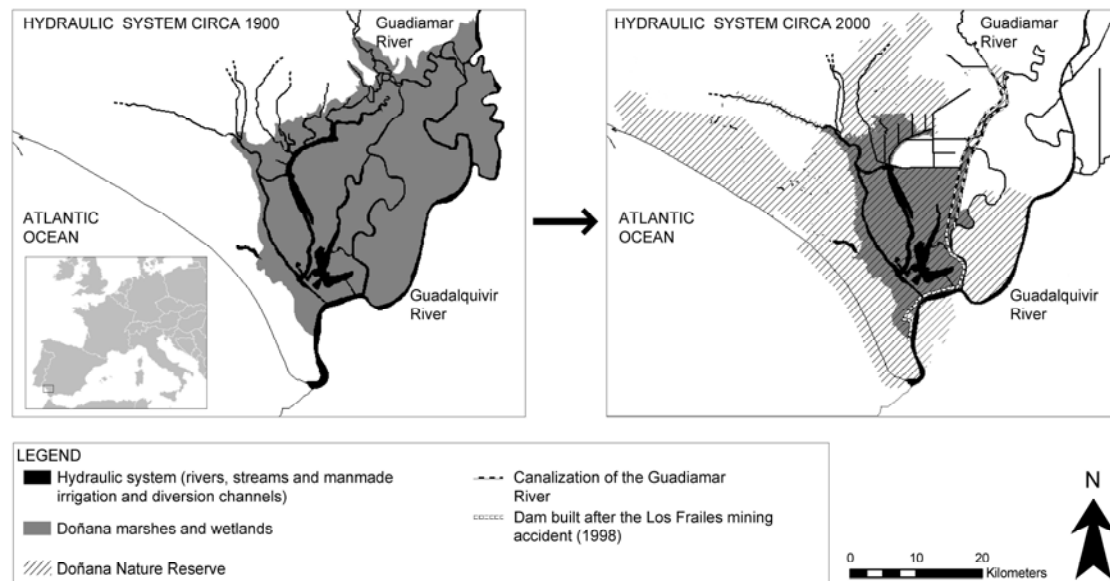 HYDRAULIC SYSTEM CIRCA 1900
Guadiamar
River
ATLANTIC
OCEAN
Guadalquivir
River
HYDRAULIC SYSTEM CIRCA 2000
Guadiamar
River
ATLANTIC
OCEAN
Guadalquivir
River
LEGEND
Hydraulic system (rivers, streams and manmade
irrigation and diversion channels)
Doñana marshes and wetlands
Doñana Nature Reserve
Canalization of the Guadiamar
River
Dam built after the Los Frailes mining
accident (1998)
N
0 5 10 20
Kilometers